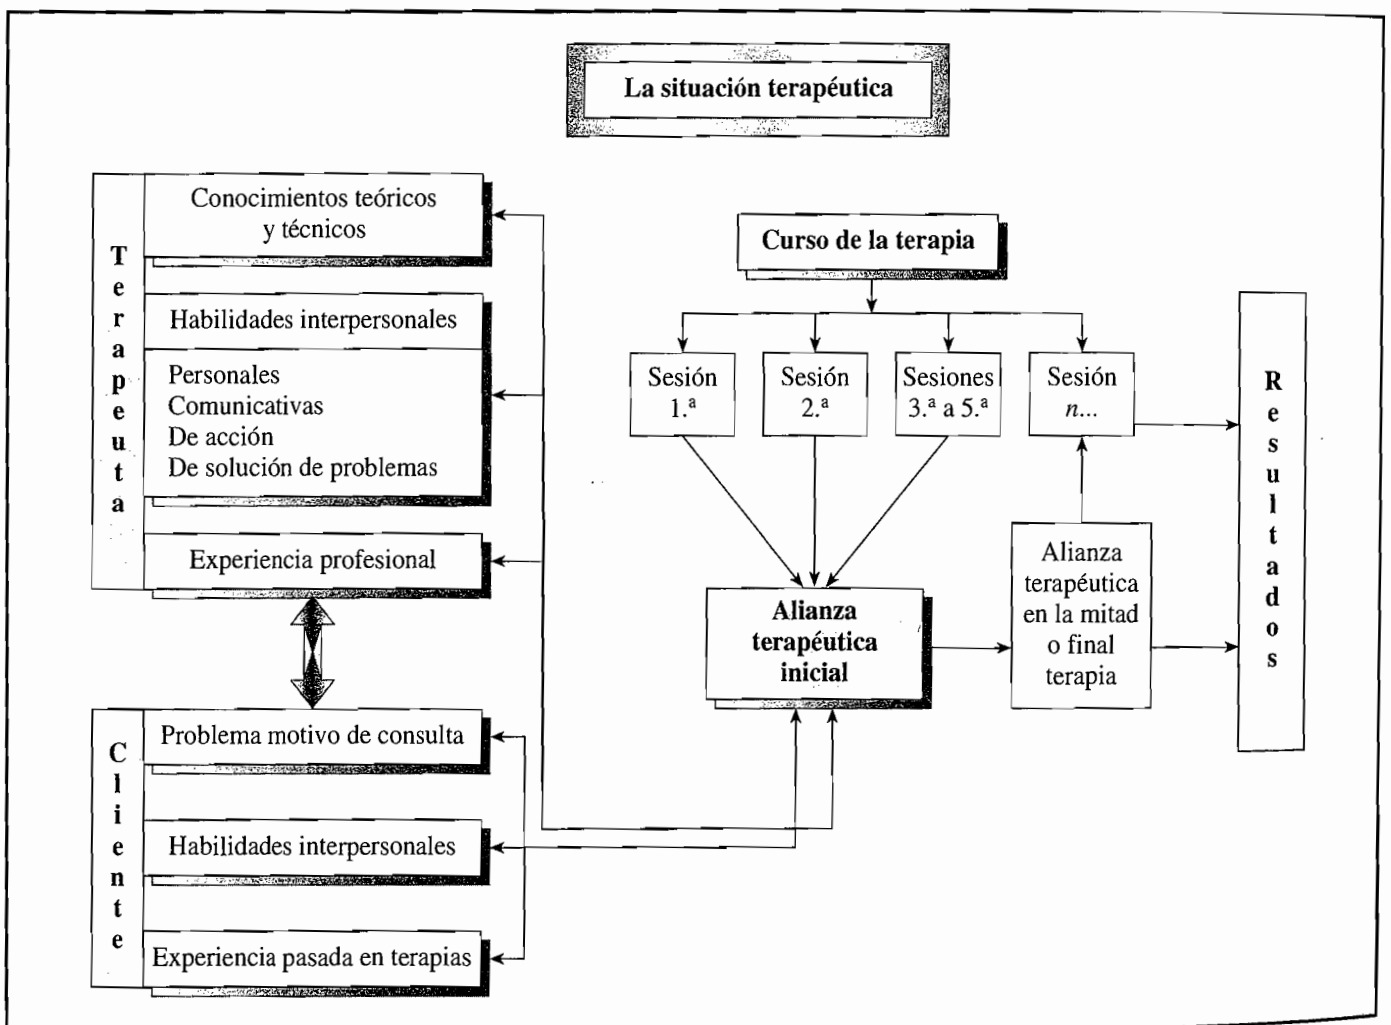 La situación terapéutica
Terapeuta
Conocimientos teóricos
y técnicos
Habilidades interpersonales
Personales
Comunicativas
De acción
De solución de problemas
Experiencia profesional
Cliente
Problema motivo de consulta
Habilidades interpersonales
Experiencia pasada en terapias
Curso de la terapia
Sesión
1.ª
Sesión
2.ª
Sesiones
3.ª a 5.ª
Sesión
n...
Alianza
terapéutica
inicial
Alianza
terapéutica
en la mitad
o final
terapia
Resultados